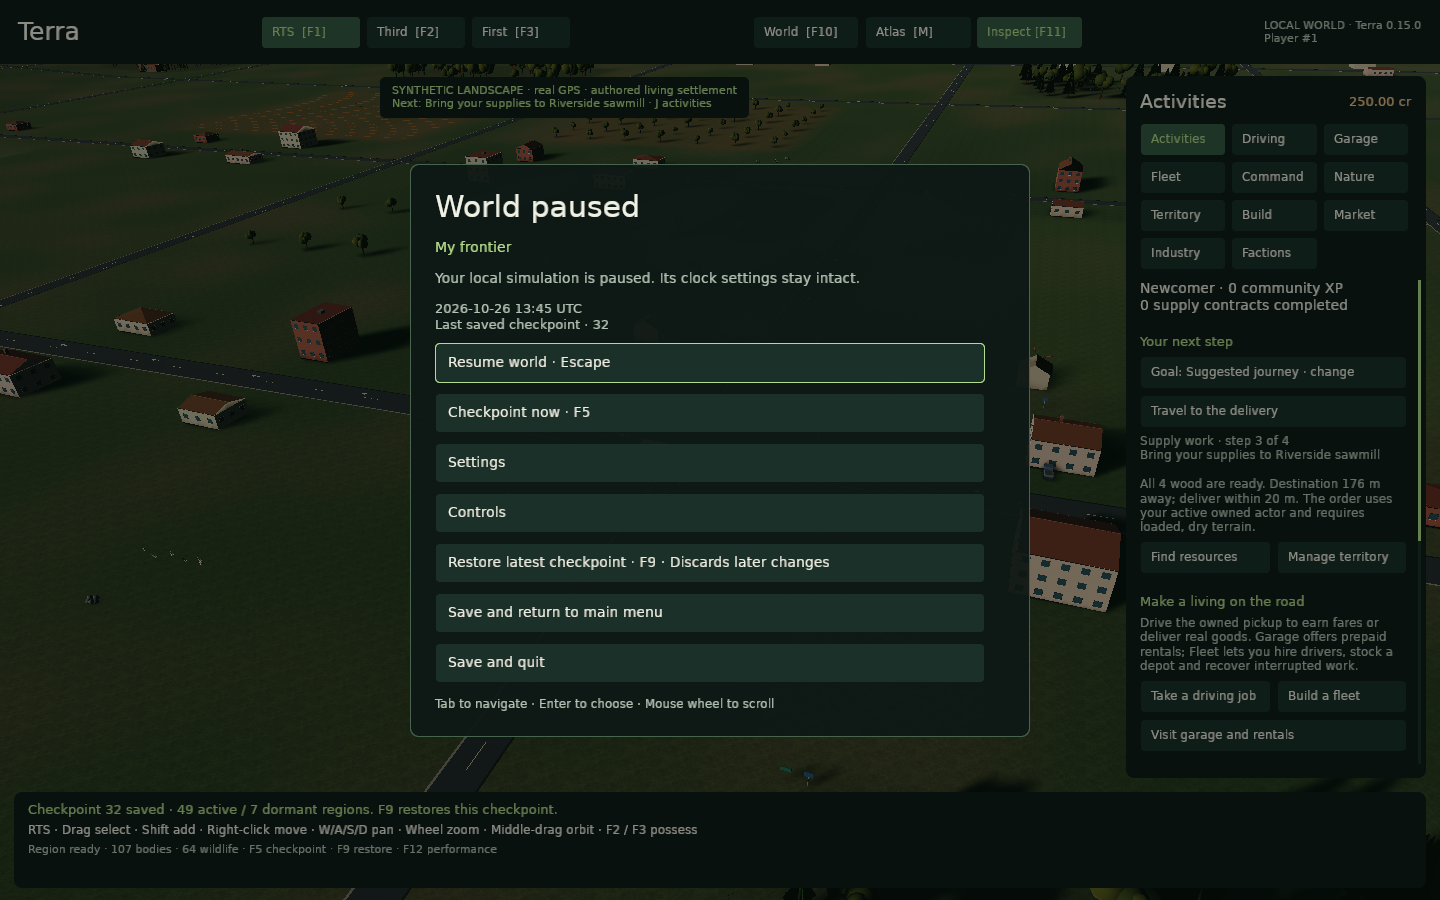 Terra
RTS [F1]
Third [F2]
First [F3]
World [F10]
Atlas [M]
Inspect [F11]
LOCAL WORLD · Terra 0.15.0
Player #1
SYNTHETIC LANDSCAPE · real GPS · authored living settlement
Next: Bring your supplies to Riverside sawmill · J activities
World paused
My frontier
Your local simulation is paused. Its clock settings stay intact.
2026-10-26 13:45 UTC
Last saved checkpoint · 32
Resume world · Escape
Checkpoint now · F5
Settings
Controls
Restore latest checkpoint · F9 · Discards later changes
Save and return to main menu
Save and quit
Tab to navigate · Enter to choose · Mouse wheel to scroll
Activities
250.00 cr
Activities
Driving
Garage
Fleet
Command
Nature
Territory
Build
Market
Industry
Factions
Newcomer · 0 community XP
0 supply contracts completed
Your next step
Goal: Suggested journey · change
Travel to the delivery
Supply work · step 3 of 4
Bring your supplies to Riverside sawmill
All 4 wood are ready. Destination 176 m
away; deliver within 20 m. The order uses
your active owned actor and requires
loaded, dry terrain.
Find resources
Manage territory
Make a living on the road
Drive the owned pickup to earn fares or
deliver real goods. Garage offers prepaid
rentals; Fleet lets you hire drivers, stock a
depot and recover interrupted work.
Take a driving job
Build a fleet
Visit garage and rentals
Checkpoint 32 saved · 49 active / 7 dormant regions. F9 restores this checkpoint.
RTS · Drag select · Shift add · Right-click move · W/A/S/D pan · Wheel zoom · Middle-drag orbit · F2 / F3 possess
Region ready · 107 bodies · 64 wildlife · F5 checkpoint · F9 restore · F12 performance